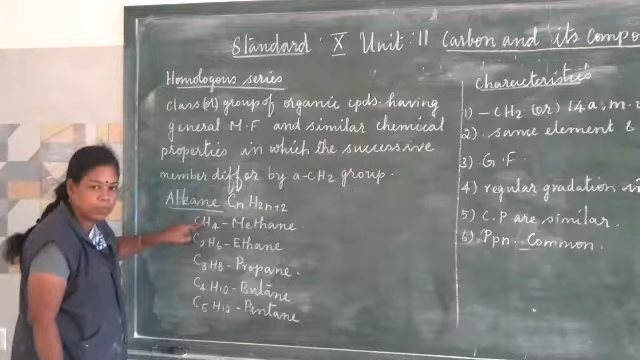 Standard : X Unit : 11 Carbon and its Compo
Homologous series
class (or) group of organic cpds. having
general M.F and similar chemical
properties in which the successive
member differ by a -CH2 group.
Alkane CnH2n+2
CH4 - Methane
C2H6 - Ethane
C3H8 - Propane.
C4H10 - Butane
C5H12 - Pentane
Characteristics
1) -CH2 (or) 14 a.m.
2) same element &
3) G.F.
4) regular gradation
5) C.P are similar.
6) Ppn. Common.